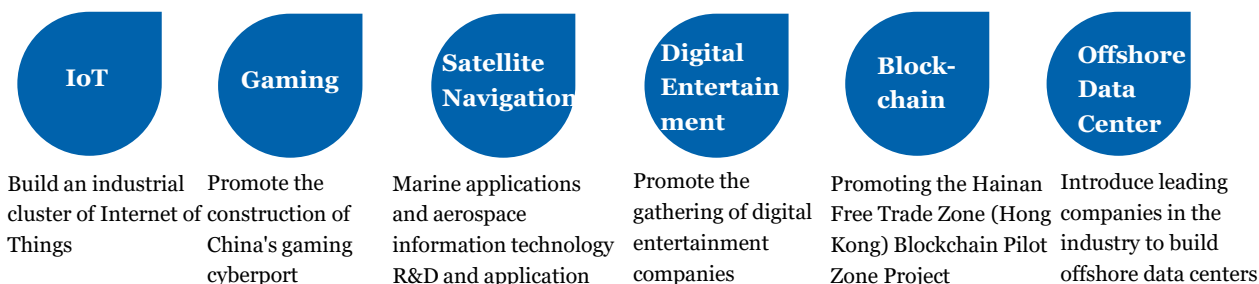 IoT
Build an industrial
cluster of Internet of
Things
Gaming
Promote the
construction of
China's gaming
cyberport
Satellite
Navigation
Marine applications
and aerospace
information technology
R&D and application
Digital
Entertain
ment
Promote the
gathering of digital
entertainment
companies
Block-
chain
Promoting the Hainan
Free Trade Zone (Hong
Kong) Blockchain Pilot
Zone Project
Offshore
Data
Center
Introduce leading
companies in the
industry to build
offshore data centers